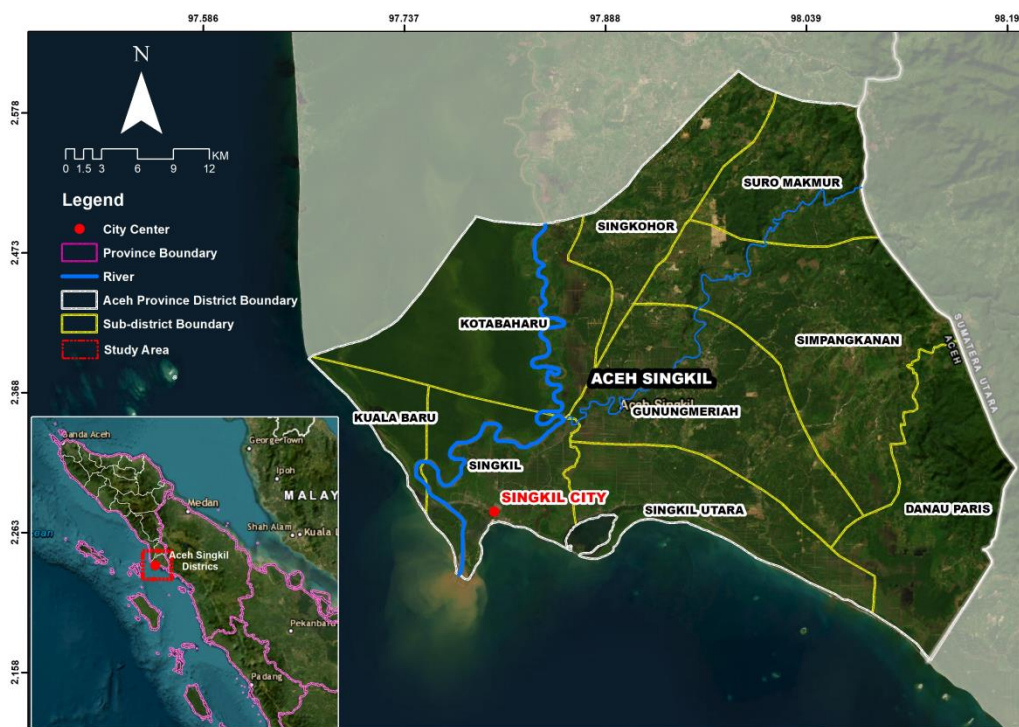 97.586
97.737
97.888
98.039
98.19
2.578
2.473
2.368
2.263
2.158
N
0 1.5 3 6 9 12 KM
Legend
City Center
Province Boundary
River
Aceh Province District Boundary
Sub-district Boundary
Study Area
SURO MAKMUR
SINGKOHOR
KOTABAHARU
SIMPANGKANAN
SUMATERA UTARA
ACEH
ACEH SINGKIL
Aceh Singkil
KUALA BARU
GUNUNGMERIAH
SINGKIL
SINGKIL CITY
SINGKIL UTARA
DANAU PARIS
Banda Aceh
George Town
Ipoh
Medan
MALAY
Shah Alam
Kuala L
ean
Aceh Singkil
Districs
Pekanbaru
Padang